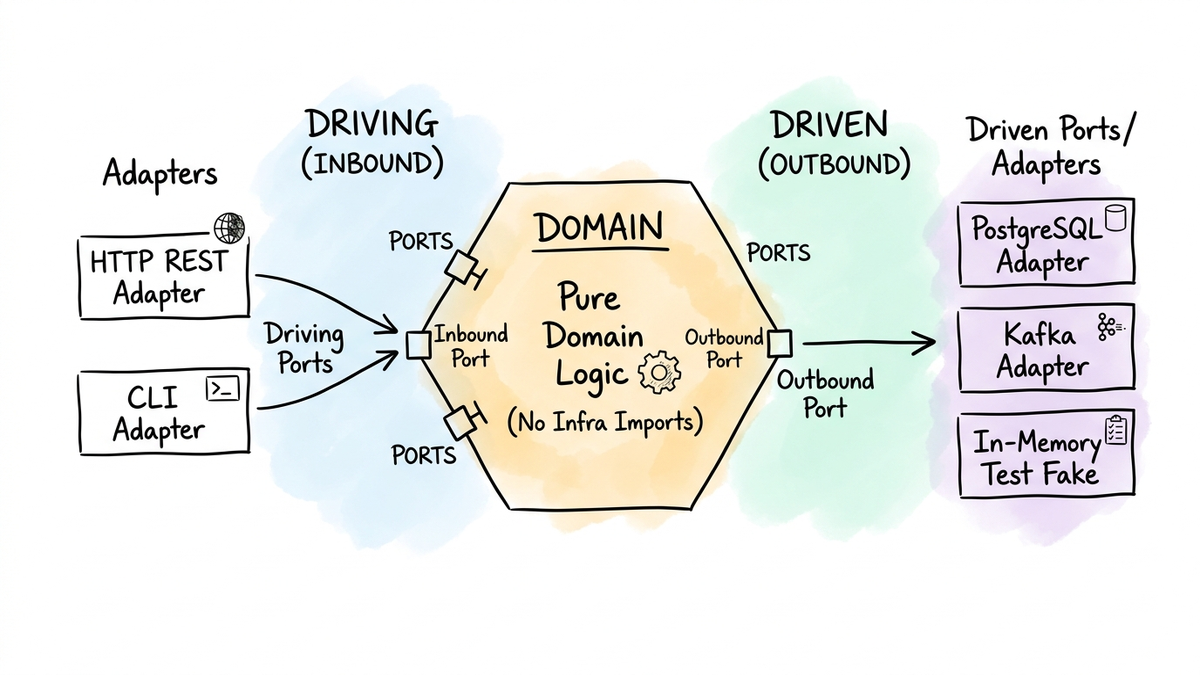 Adapters
HTTP REST
Adapter
CLI
Adapter
>_
DRIVING
(INBOUND)
Driving
Ports
PORTS
Inbound
Port
PORTS
DOMAIN
Pure
Domain
Logic
(No Infra Imports)
DRIVEN
(OUTBOUND)
PORTS
Outbound
Port
Outbound
Port
Driven Ports/
Adapters
PostgreSQL
Adapter
Kafka
Adapter
In-Memory
Test Fake